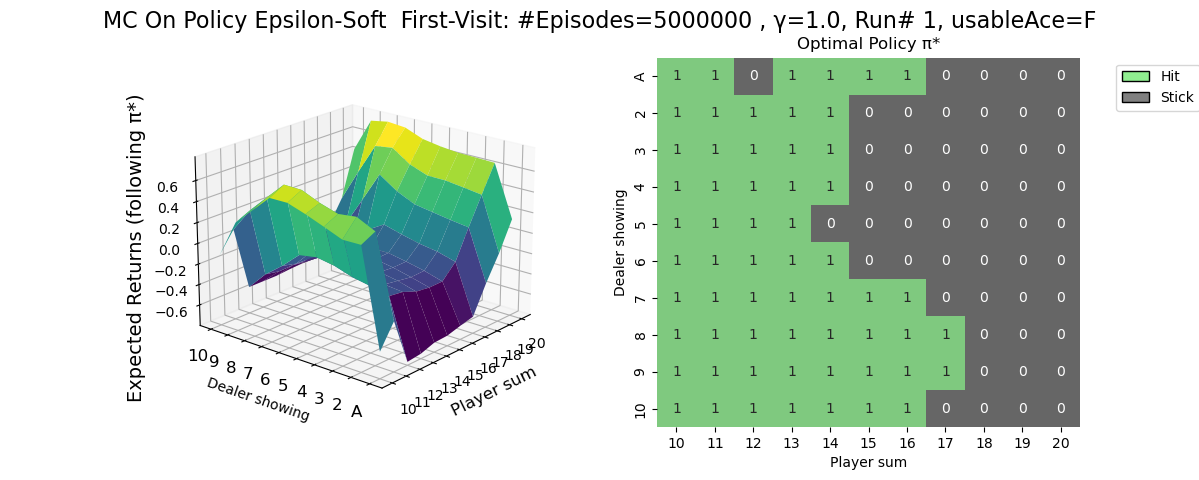 MC On Policy Epsilon-Soft First-Visit: #Episodes=5000000 , γ=1.0, Run# 1, usableAce=F
Expected Returns (following π*)
0.6
0.4
0.2
0.0
−0.2
−0.4
−0.6
10 9 8 7 6 5 4 3 2 A
Dealer showing
10 11 12 13 14 15 16 17 18 19 20
Player sum
Optimal Policy π*
Dealer showing
A 1 1 0 1 1 1 1 0 0 0 0
2 1 1 1 1 1 0 0 0 0 0 0
3 1 1 1 1 1 0 0 0 0 0 0
4 1 1 1 1 1 0 0 0 0 0 0
5 1 1 1 1 0 0 0 0 0 0 0
6 1 1 1 1 1 0 0 0 0 0 0
7 1 1 1 1 1 1 1 0 0 0 0
8 1 1 1 1 1 1 1 1 0 0 0
9 1 1 1 1 1 1 1 1 0 0 0
10 1 1 1 1 1 1 1 0 0 0 0
10 11 12 13 14 15 16 17 18 19 20
Player sum
Hit
Stick